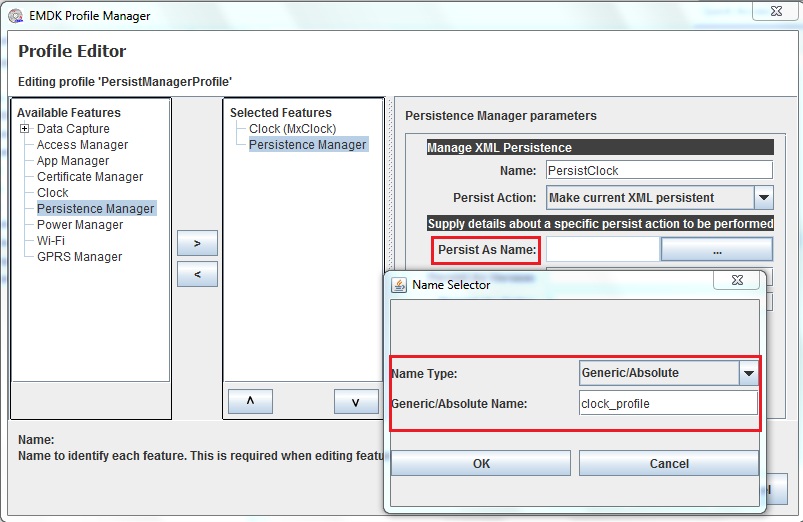 EMDK Profile Manager
Profile Editor
Editing profile 'PersistManagerProfile'
Available Features
Data Capture
Access Manager
App Manager
Certificate Manager
Clock
Persistence Manager
Power Manager
Wi-Fi
GPRS Manager
>
<
Selected Features
Clock (MxClock)
Persistence Manager
Λ
V
Persistence Manager parameters
Manage XML Persistence
Name: PersistClock
Persist Action: Make current XML persistent
Supply details about a specific persist action to be performed
Persist As Name: ...
Name Selector
Name Type: Generic/Absolute
Generic/Absolute Name: clock_profile
OK Cancel
Name:
Name to identify each feature. This is required when editing featu